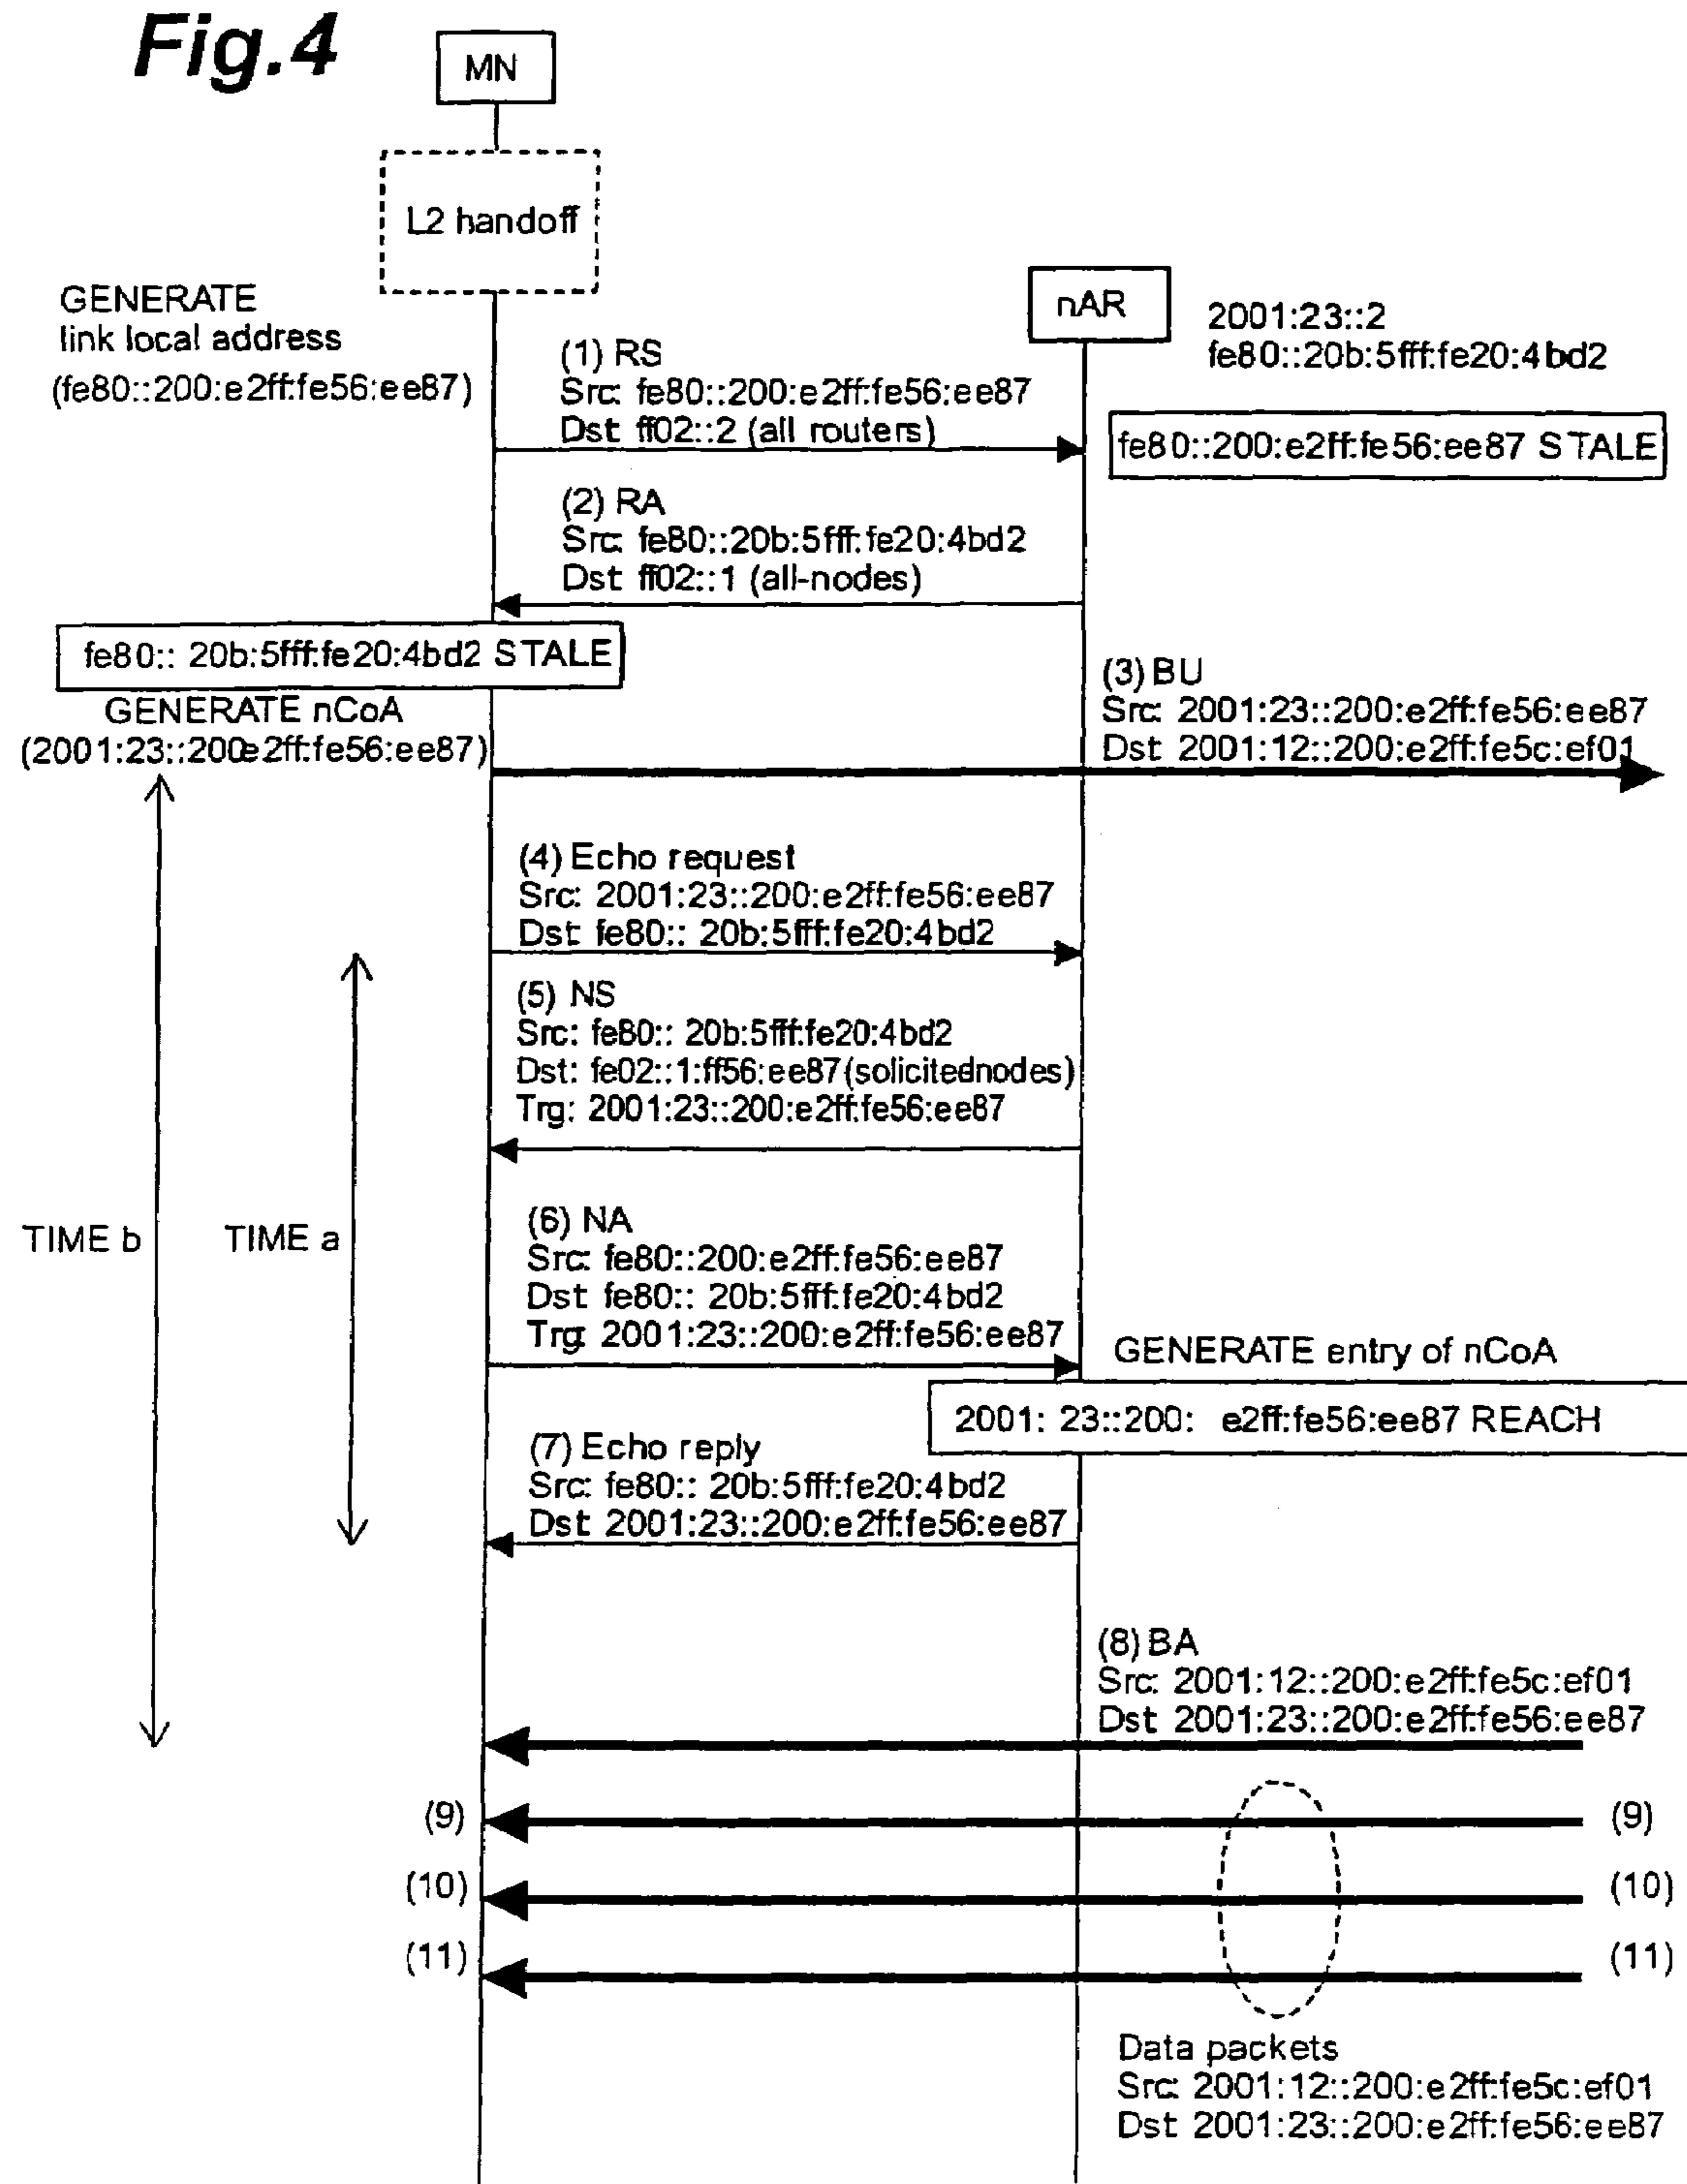 Fig.4
MN
L2 handoff
GENERATE
link local address
(fe80::200:e2ff:fe56:ee87)
nAR
2001:23::2
fe80::20b:5fff:fe20:4bd2
(1) RS
Src: fe80::200:e2ff:fe56:ee87
Dst: ff02::2 (all routers)
fe80::200:e2ff:fe56:ee87 STALE
(2) RA
Src: fe80::20b:5fff:fe20:4bd2
Dst: ff02::1 (all-nodes)
fe80:: 20b:5fff:fe20:4bd2 STALE
GENERATE nCoA
(2001:23::200:e2ff:fe56:ee87)
(3) BU
Src: 2001:23::200:e2ff:fe56:ee87
Dst: 2001:12::200:e2ff:fe5c:ef01
(4) Echo request
Src: 2001:23::200:e2ff:fe56:ee87
Dst: fe80:: 20b:5fff:fe20:4bd2
(5) NS
Src: fe80:: 20b:5fff:fe20:4bd2
Dst: fe02::1:ff56:ee87(solicitednodes)
Trg: 2001:23::200:e2ff:fe56:ee87
TIME b
TIME a
(6) NA
Src: fe80::200:e2ff:fe56:ee87
Dst: fe80:: 20b:5fff:fe20:4bd2
Trg: 2001:23::200:e2ff:fe56:ee87
GENERATE entry of nCoA
2001: 23::200: e2ff:fe56:ee87 REACH
(7) Echo reply
Src: fe80:: 20b:5fff:fe20:4bd2
Dst: 2001:23::200:e2ff:fe56:ee87
(8) BA
Src: 2001:12::200:e2ff:fe5c:ef01
Dst: 2001:23::200:e2ff:fe56:ee87
(9) (9)
(10) (10)
(11) (11)
Data packets
Src: 2001:12::200:e2ff:fe5c:ef01
Dst: 2001:23::200:e2ff:fe56:ee87